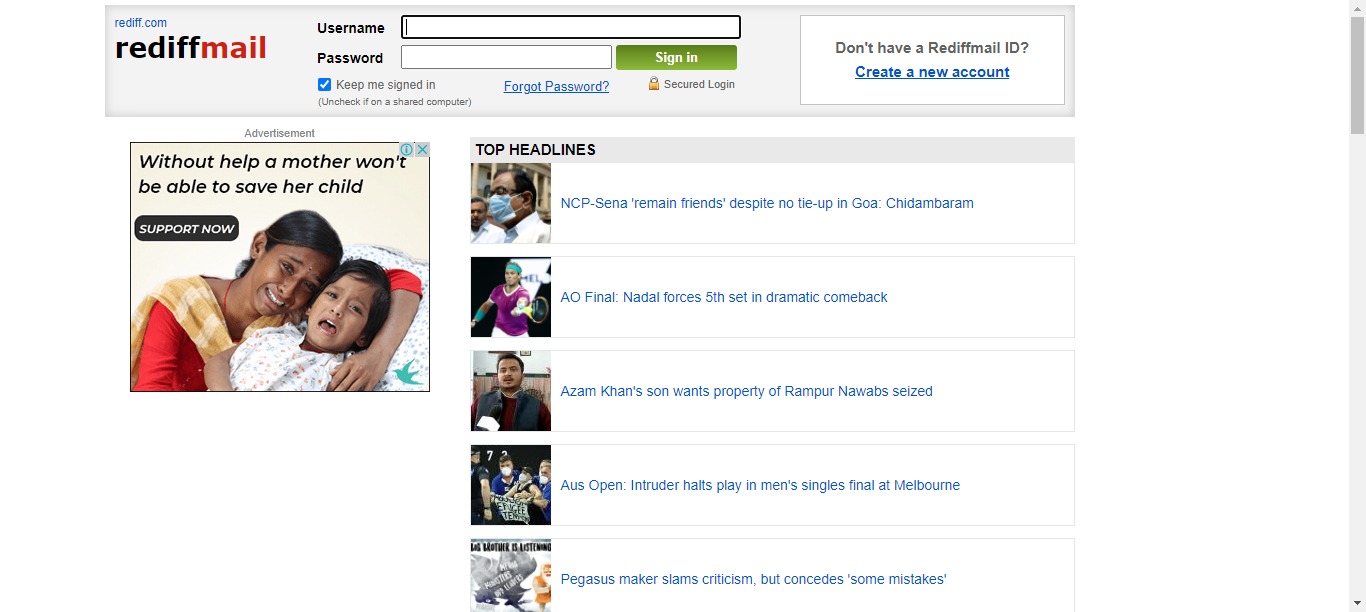 rediff.com
rediffmail
Username
Password
Sign in
Keep me signed in
(Uncheck if on a shared computer)
Forgot Password?
Secured Login
Don't have a Rediffmail ID?
Create a new account
Advertisement
Without help a mother won't
be able to save her child
SUPPORT NOW
TOP HEADLINES
NCP-Sena 'remain friends' despite no tie-up in Goa: Chidambaram
AO Final: Nadal forces 5th set in dramatic comeback
Azam Khan's son wants property of Rampur Nawabs seized
Aus Open: Intruder halts play in men's singles final at Melbourne
BIG BROTHER IS LISTENING
Pegasus maker slams criticism, but concedes 'some mistakes'